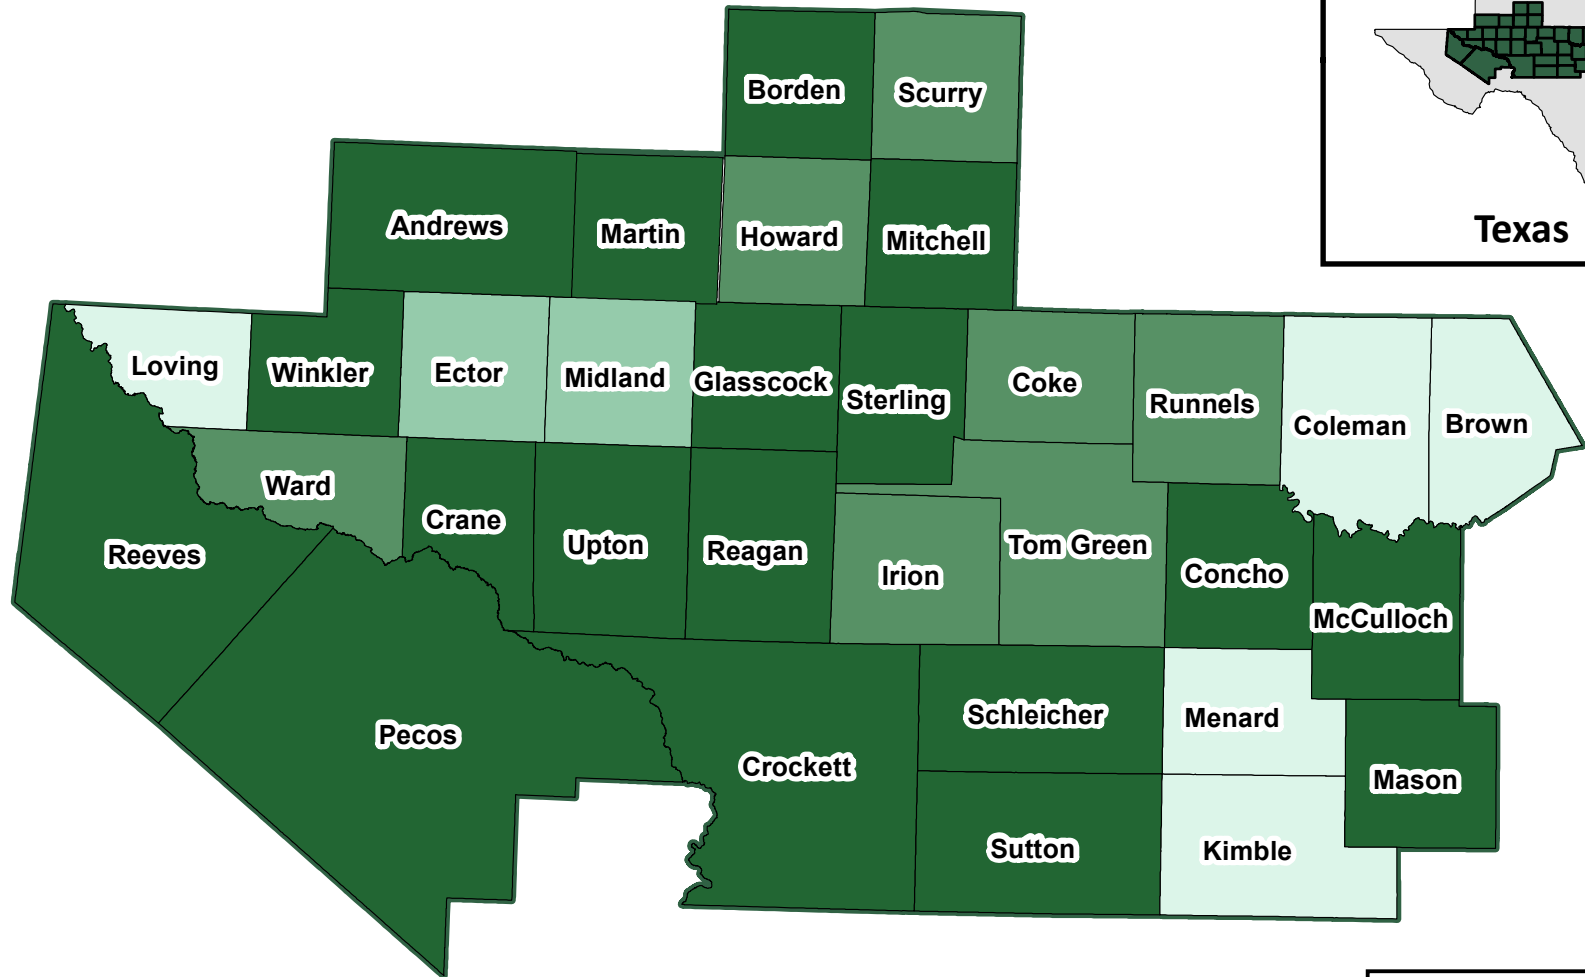 Borden
Scurry
Texas
Andrews
Martin
Howard
Mitchell
Loving
Winkler
Ector
Midland
Glasscock
Sterling
Coke
Runnels
Coleman
Brown
Ward
Crane
Upton
Reagan
Irion
Tom Green
Concho
McCulloch
Reeves
Pecos
Crockett
Schleicher
Menard
Mason
Sutton
Kimble